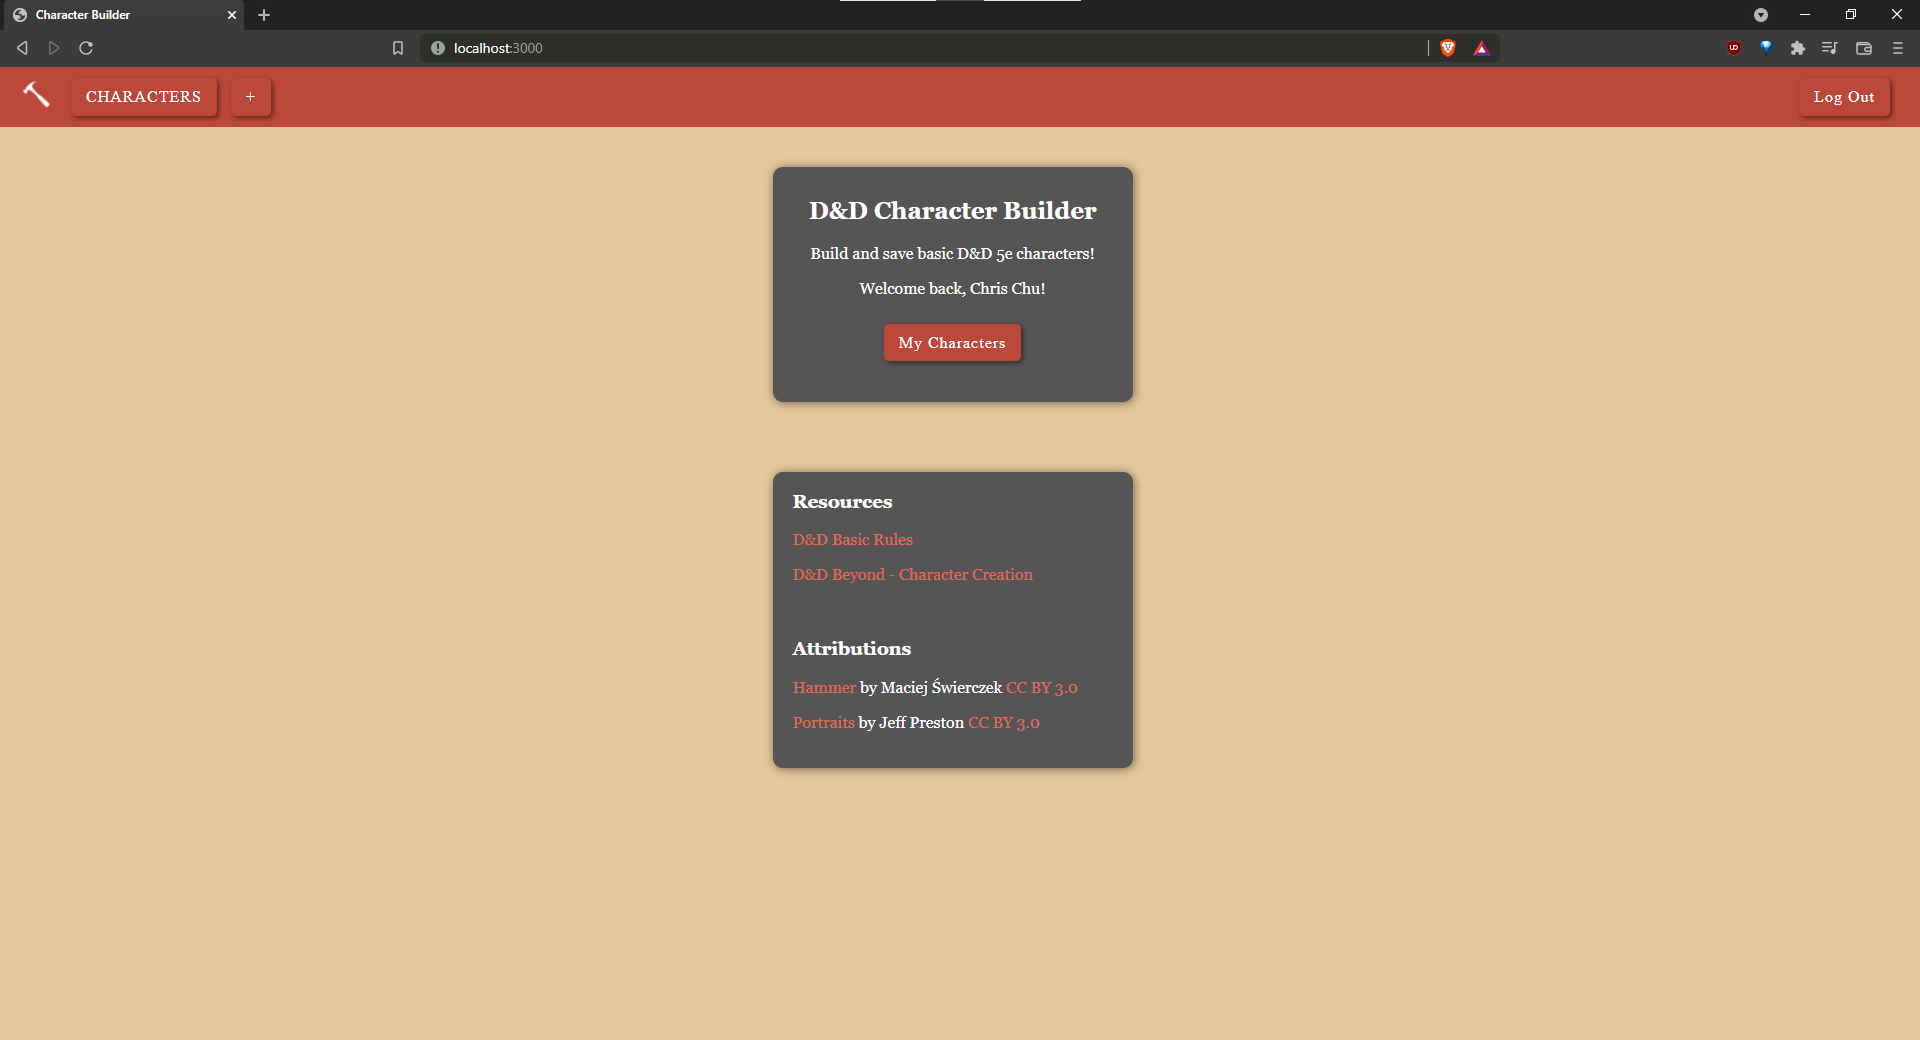 Character Builder
localhost:3000
CHARACTERS
+
Log Out
D&D Character Builder
Build and save basic D&D 5e characters!
Welcome back, Chris Chu!
My Characters
Resources
D&D Basic Rules
D&D Beyond - Character Creation
Attributions
Hammer by Maciej Świerczek CC BY 3.0
Portraits by Jeff Preston CC BY 3.0